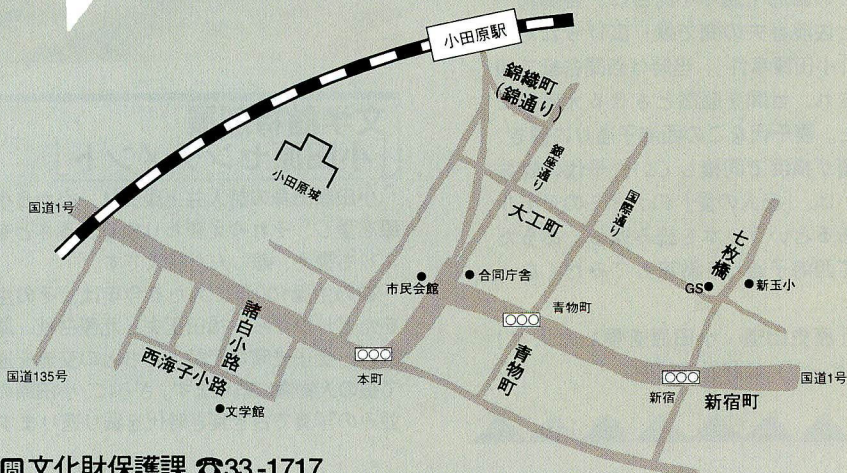 小田原駅
錦織町
(錦通り)
銀座通り
国際通り
小田原城
国道1号
大工町
七枚橋
市民会館
合同庁舎
GS
新玉小
青物町
青物町
諸白小路
西海子小路
本町
国道135号
文学館
新宿
新宿町
国道1号
問文化財保護課 ☎33-1717